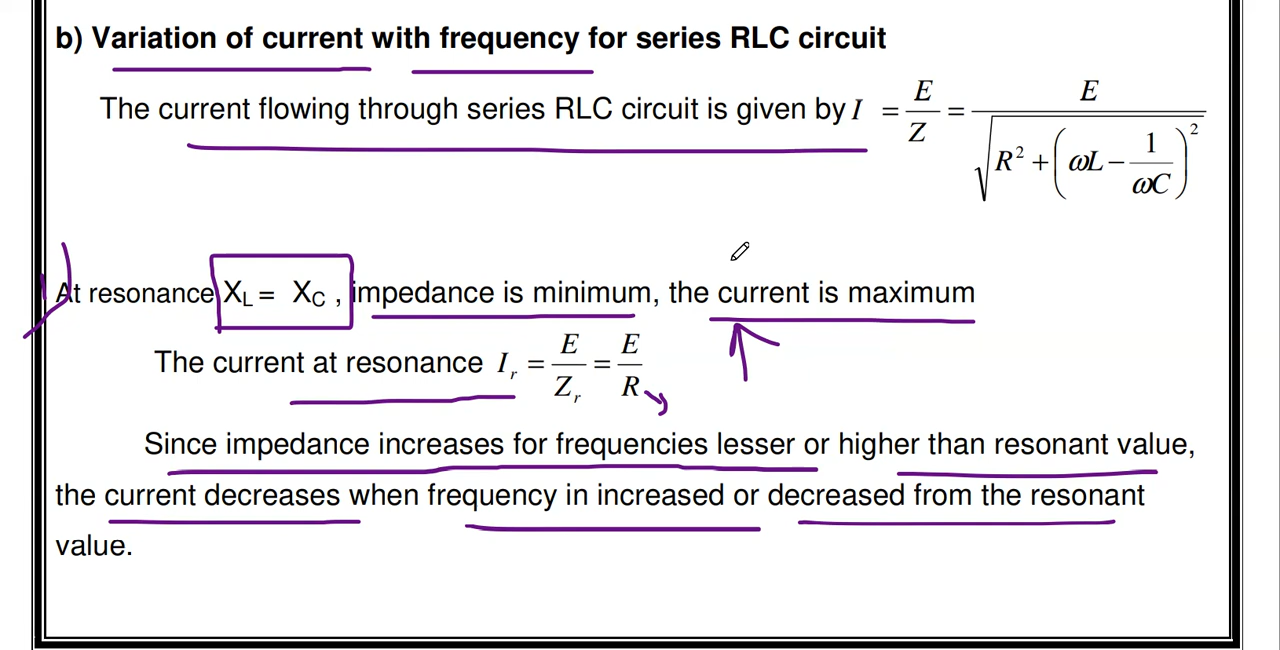 b) Variation of current with frequency for series RLC circuit
The current flowing through series RLC circuit is given by I = E/Z = E/√(R² + (ωL − 1/ωC)²)
At resonance X_L = X_C , impedance is minimum, the current is maximum
The current at resonance I_r = E/Z_r = E/R
Since impedance increases for frequencies lesser or higher than resonant value,
the current decreases when frequency in increased or decreased from the resonant
value.